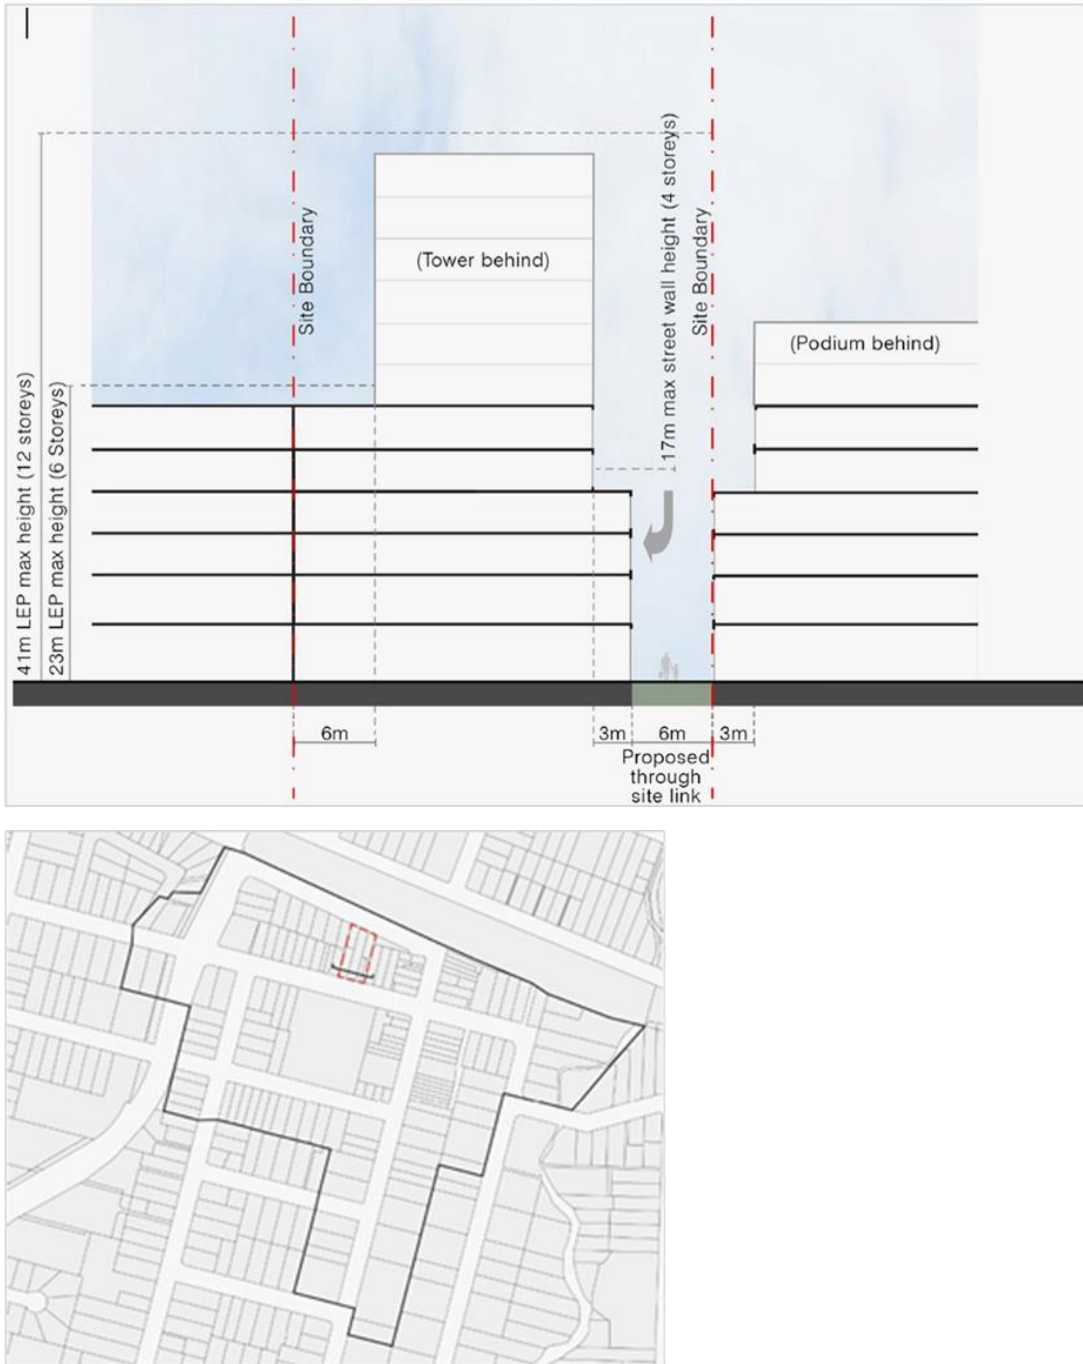 41m LEP max height (12 storeys)
23m LEP max height (6 Storeys)
Site Boundary
(Tower behind)
17m max street wall height (4 storeys)
Site Boundary
(Podium behind)
6m
3m
6m
3m
Proposed
through
site link